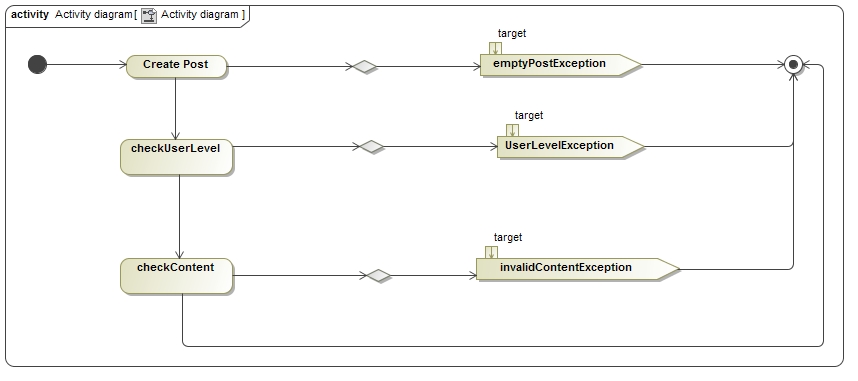 activity Activity diagram[ Activity diagram ]
target
Create Post
emptyPostException
target
checkUserLevel
UserLevelException
target
checkContent
invalidContentException